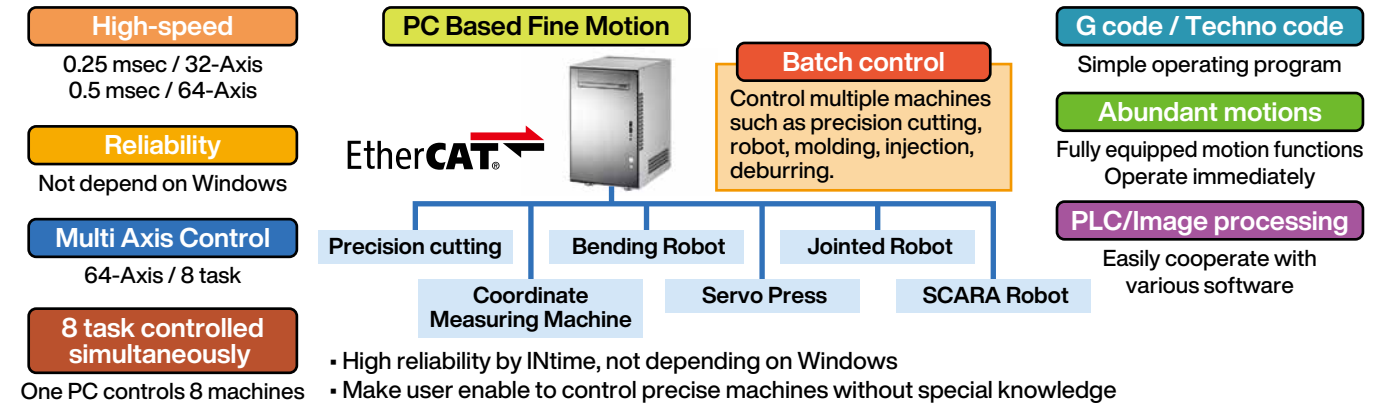 High-speed
0.25 msec / 32-Axis
0.5 msec / 64-Axis
Reliability
Not depend on Windows
Multi Axis Control
64-Axis / 8 task
8 task controlled
simultaneously
One PC controls 8 machines
PC Based Fine Motion
EtherCAT®
Batch control
Control multiple machines
such as precision cutting,
robot, molding, injection,
deburring.
Precision cutting
Bending Robot
Jointed Robot
Coordinate
Measuring Machine
Servo Press
SCARA Robot
▪ High reliability by INtime, not depending on Windows
▪ Make user enable to control precise machines without special knowledge
G code / Techno code
Simple operating program
Abundant motions
Fully equipped motion functions
Operate immediately
PLC/Image processing
Easily cooperate with
various software